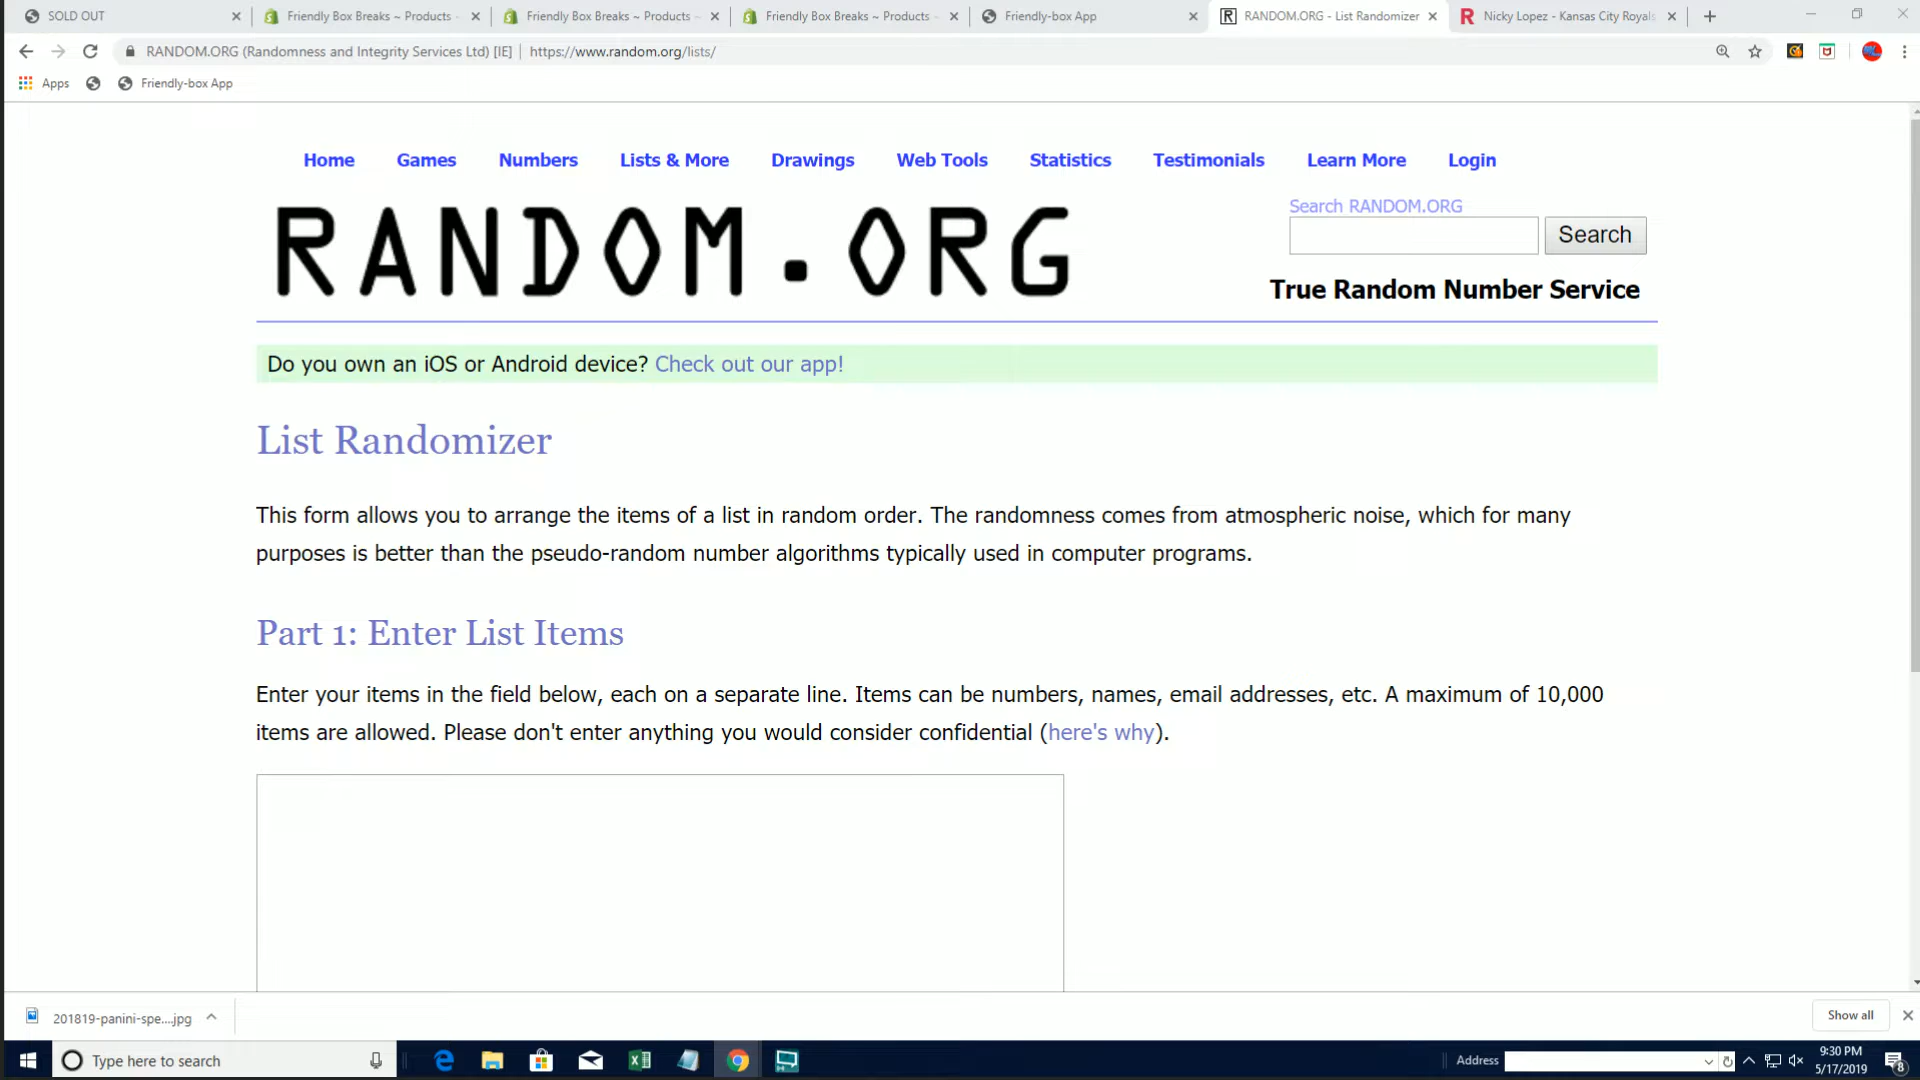 SOLD OUT
Friendly Box Breaks ~ Products
Friendly Box Breaks ~ Products
Friendly Box Breaks ~ Products
Friendly-box App
RANDOM.ORG - List Randomizer
Nicky Lopez - Kansas City Royals
RANDOM.ORG (Randomness and Integrity Services Ltd) [IE] | https://www.random.org/lists/
Apps
Friendly-box App
Home Games Numbers Lists & More Drawings Web Tools Statistics Testimonials Learn More Login
RANDOM.ORG
Search RANDOM.ORG
Search
True Random Number Service
Do you own an iOS or Android device? Check out our app!
List Randomizer
This form allows you to arrange the items of a list in random order. The randomness comes from atmospheric noise, which for many
purposes is better than the pseudo-random number algorithms typically used in computer programs.
Part 1: Enter List Items
Enter your items in the field below, each on a separate line. Items can be numbers, names, email addresses, etc. A maximum of 10,000
items are allowed. Please don't enter anything you would consider confidential (here's why).
201819-panini-spe....jpg
Show all
Type here to search
Address
9:30 PM
5/17/2019
8